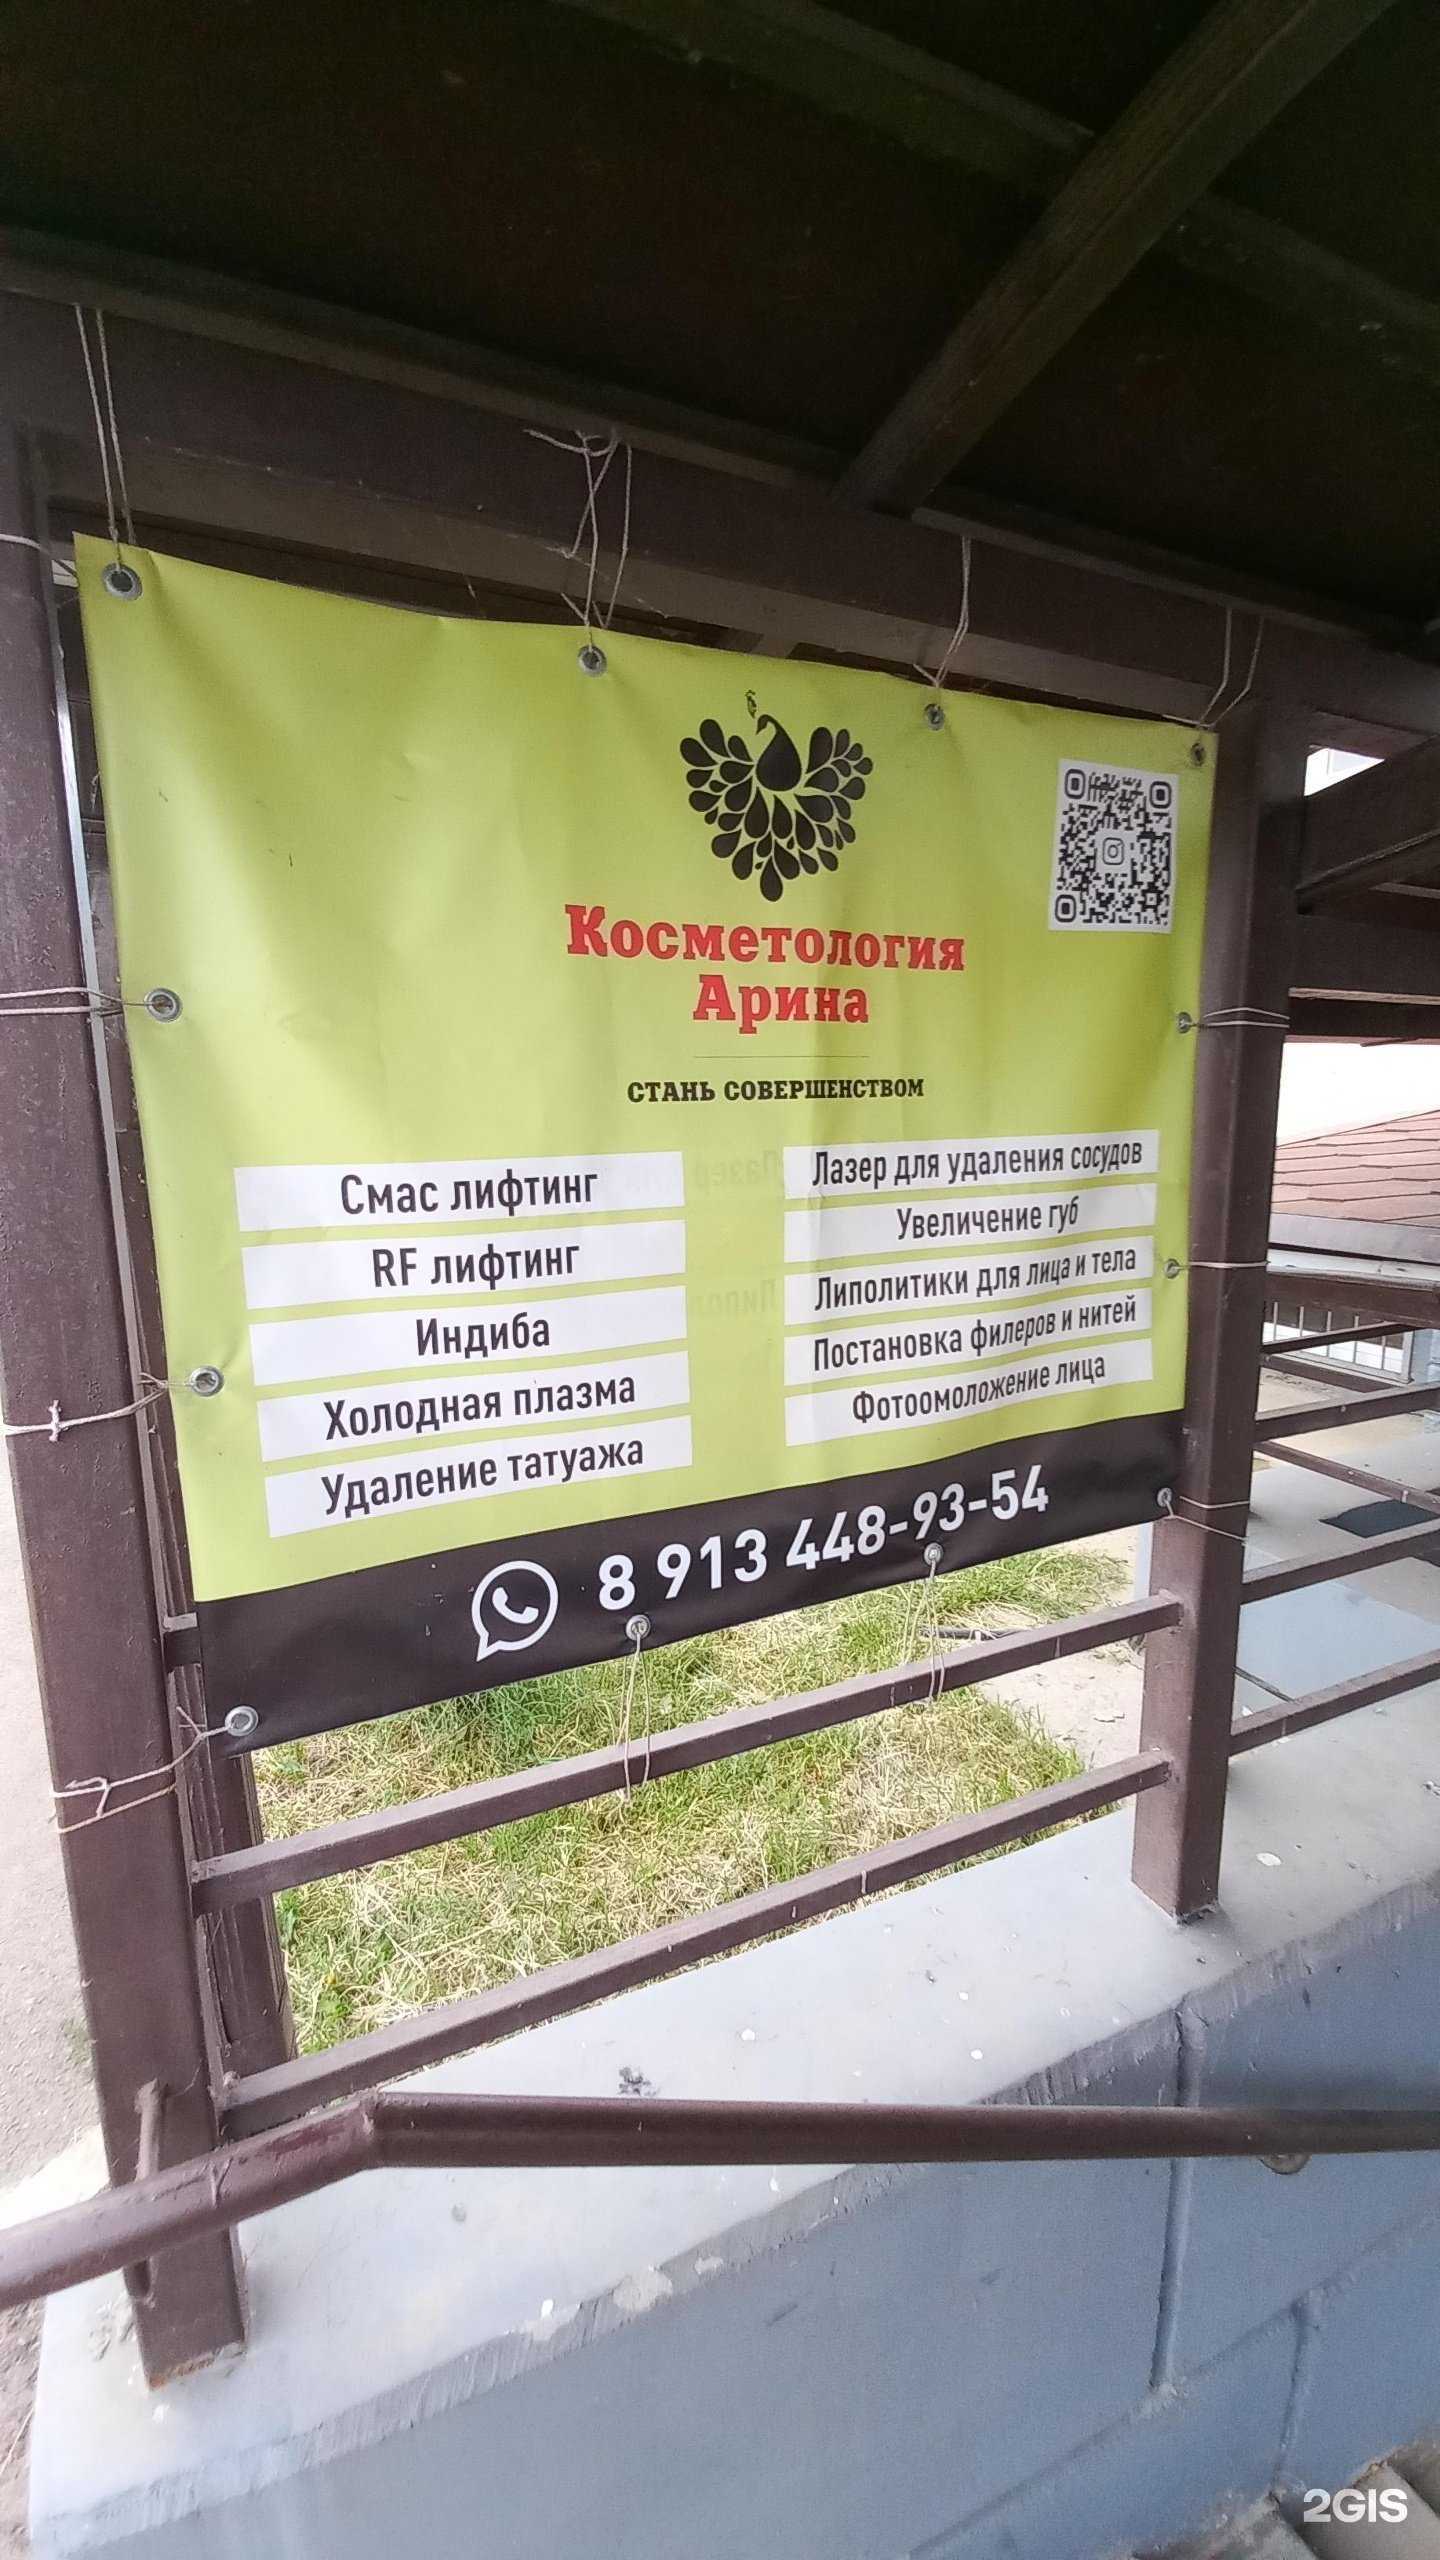 Косметология
Арина
СТАНЬ СОВЕРШЕНСТВОМ
Смас лифтинг
RF лифтинг
Индиба
Холодная плазма
Удаление татуажа
Лазер для удаления сосудов
Увеличение губ
Липолитики для лица и тела
Постановка филеров и нитей
Фотоомоложение лица
8 913 448-93-54
2GIS